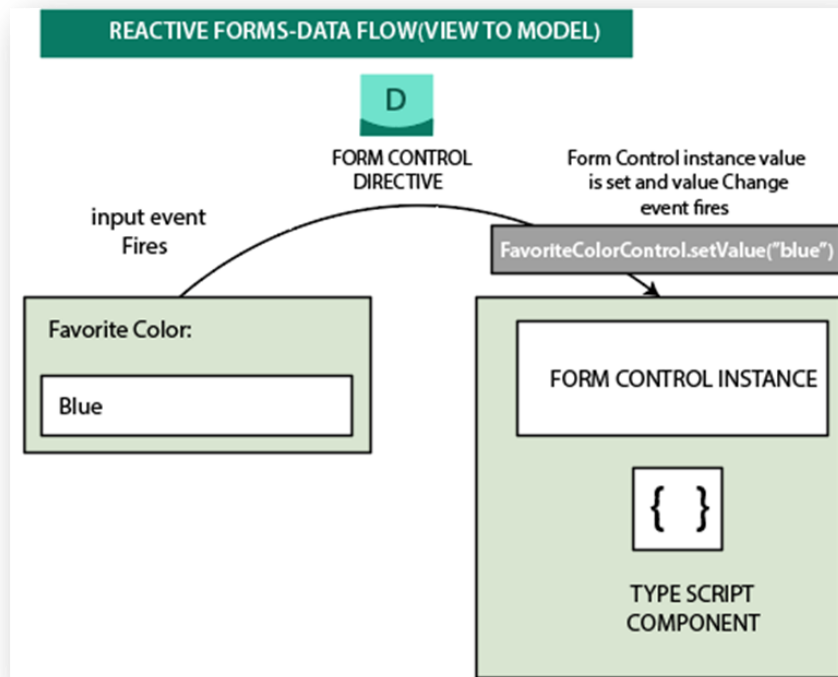 REACTIVE FORMS-DATA FLOW(VIEW TO MODEL)
D
FORM CONTROL
DIRECTIVE
Form Control instance value
is set and value Change
event fires
input event
Fires
FavoriteColorControl.setValue("blue")
Favorite Color:
Blue
FORM CONTROL INSTANCE
{ }
TYPE SCRIPT
COMPONENT